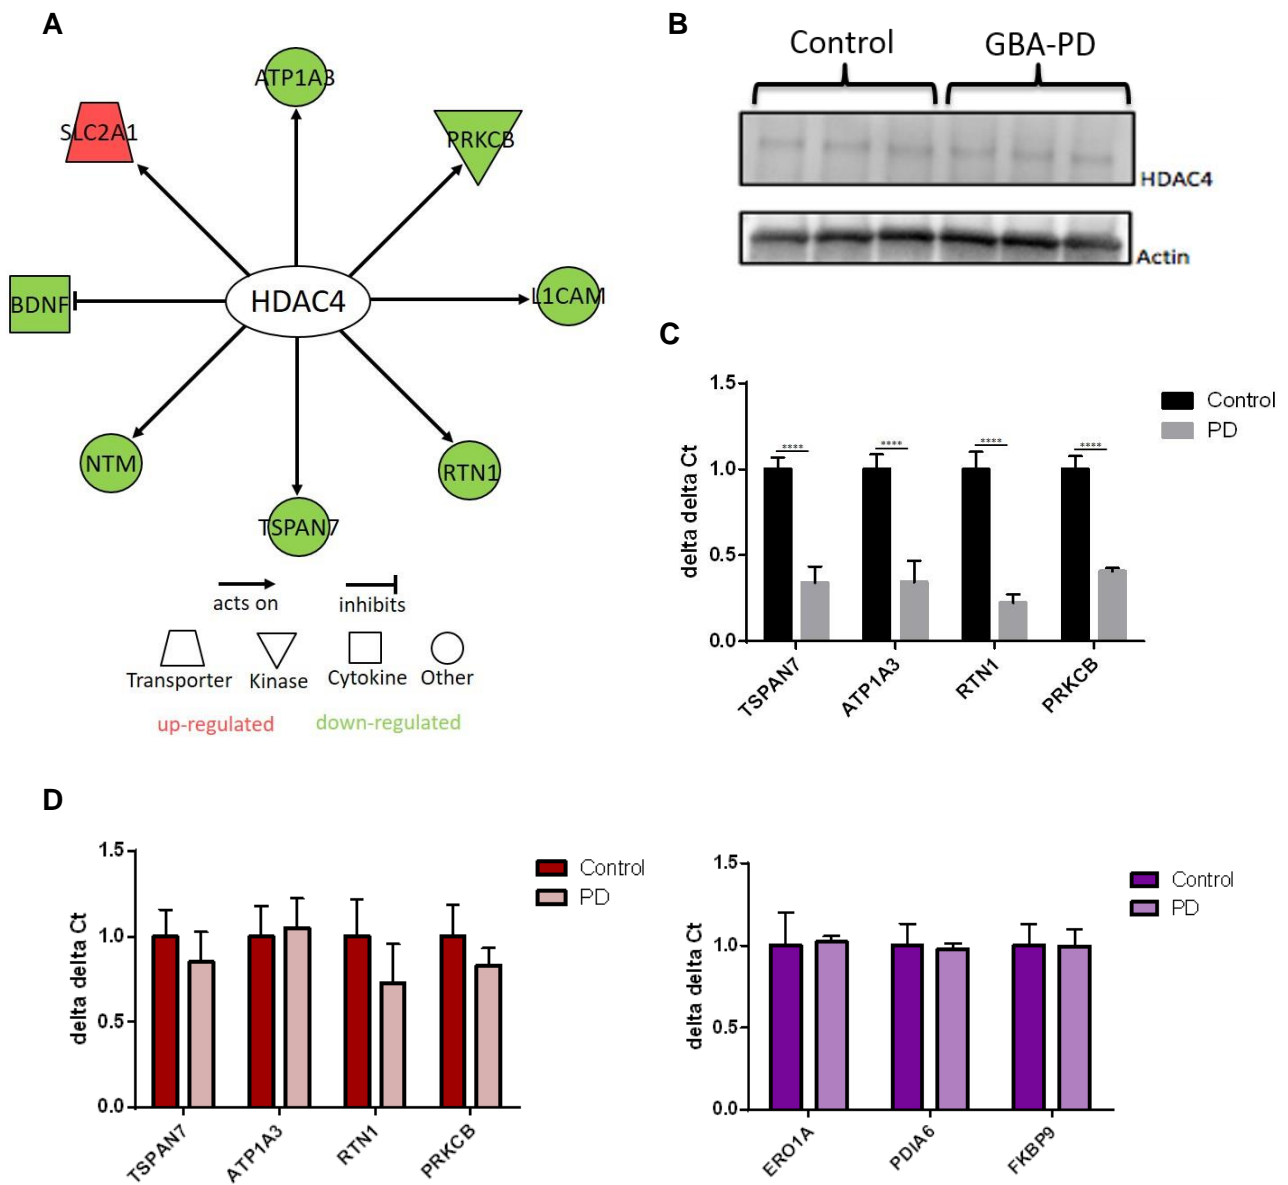 A
ATP1A3
SLC2A1
PRKCB
BDNF
HDAC4
L1CAM
NTM
RTN1
TSPAN7
acts on
inhibits
Transporter
Kinase
Cytokine
Other
up-regulated
down-regulated
B
Control
GBA-PD
HDAC4
Actin
C
1.5
1.0
0.5
0.0
delta delta Ct
Control
PD
****
****
****
****
TSPAN7
ATP1A3
RTN1
PRKCB
D
1.5
1.0
0.5
0.0
delta delta Ct
Control
PD
TSPAN7
ATP1A3
RTN1
PRKCB
1.5
1.0
0.5
0.0
delta delta Ct
Control
PD
ERO1A
PDIA6
FKBP9